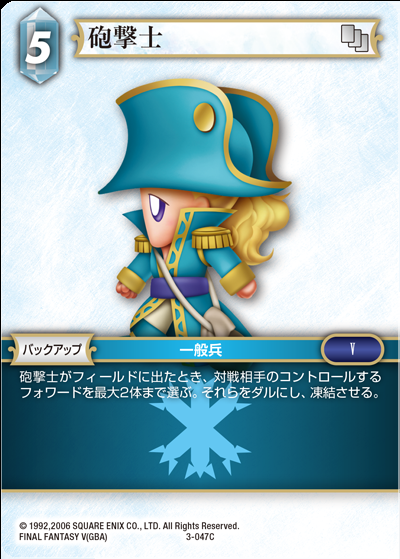 5
砲撃士
バックアップ
一般兵
V
砲撃士がフィールドに出たとき、対戦相手のコントロールする
フォワードを最大2体まで選ぶ。それらをダルにし、凍結させる。
© 1992,2006 SQUARE ENIX CO., LTD. All Rights Reserved.
FINAL FANTASY V(GBA)
3-047C